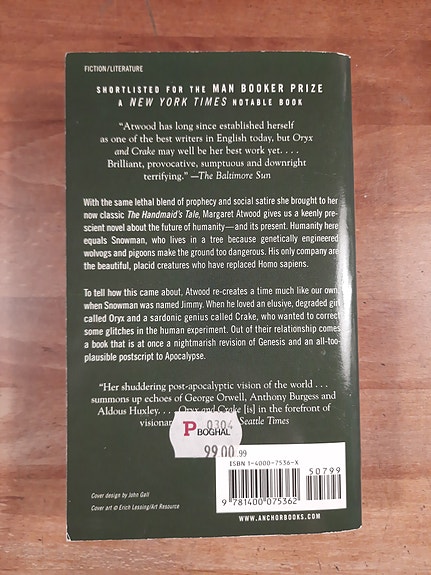 FICTION/LITERATURE
SHORTLISTED FOR THE MAN BOOKER PRIZE
A NEW YORK TIMES NOTABLE BOOK
“Atwood has long since established herself
as one of the best writers in English today, but Oryx
and Crake may well be her best work yet. . . .
Brilliant, provocative, sumptuous and downright
terrifying.” —The Baltimore Sun
With the same lethal blend of prophecy and social satire she brought to her
now classic The Handmaid's Tale, Margaret Atwood gives us a keenly pre-
scient novel about the future of humanity—and its present. Humanity here
equals Snowman, who lives in a tree because genetically engineered
wolvogs and pigoons make the ground too dangerous. His only company are
the beautiful, placid creatures who have replaced Homo sapiens.
To tell how this came about, Atwood re-creates a time much like our own,
when Snowman was named Jimmy. When he loved an elusive, degraded girl
called Oryx and a sardonic genius called Crake, who wanted to correct
some glitches in the human experiment. Out of their relationship comes
a book that is at once a nightmarish revision of Genesis and an all-too-
plausible postscript to Apocalypse.
“Her shuddering post-apocalyptic vision of the world . . .
summons up echoes of George Orwell, Anthony Burgess and
Aldous Huxley. . . . Oryx and Crake [is] in the forefront of
Seattle Times
P BOGHAL
0304
99.00
.99
ISBN 1-4000-7536-X
50799
9 781400 075362
Cover design by John Gall
Cover art © Erich Lessing/Art Resource
WWW.ANCHORBOOKS.COM